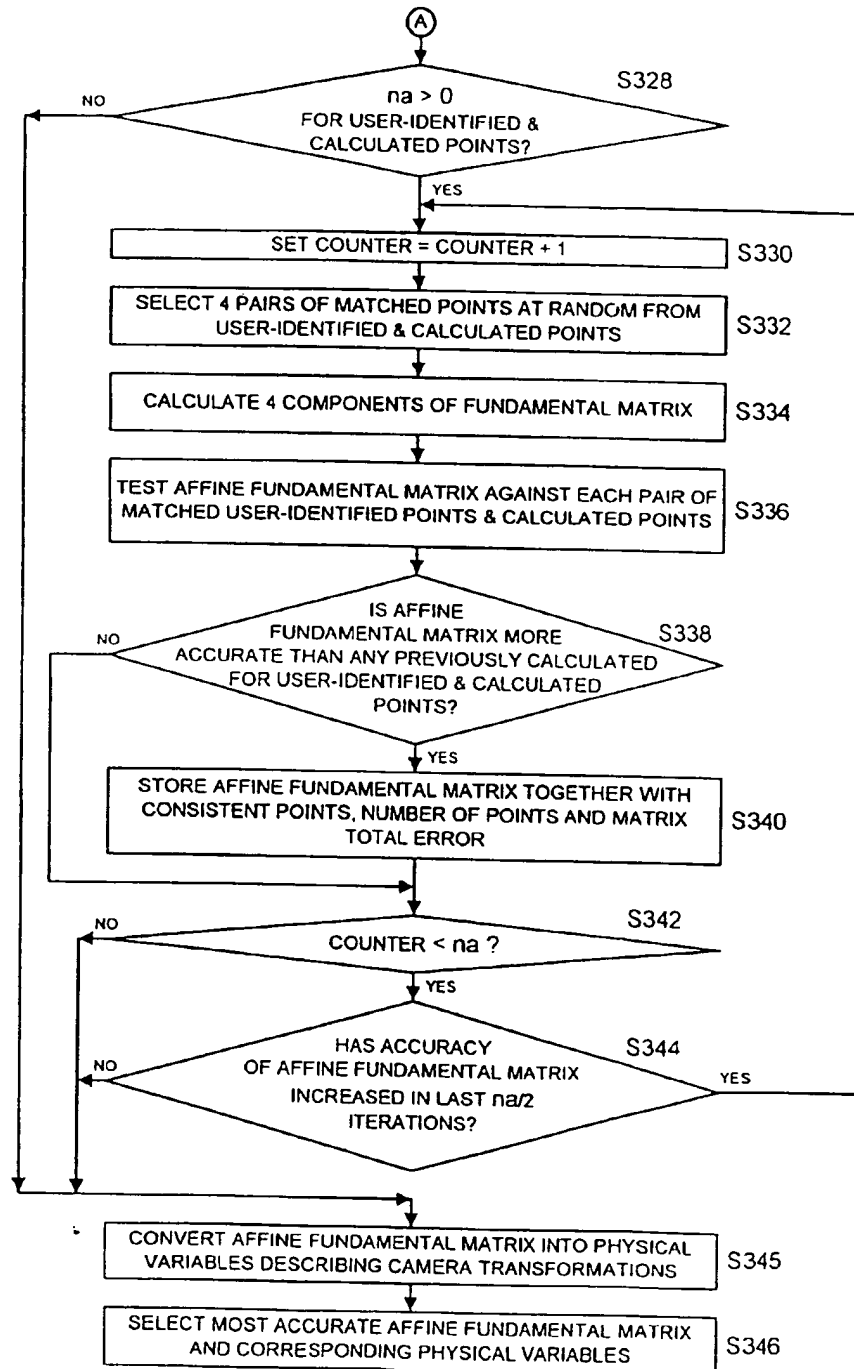 A
S328
na > 0
FOR USER-IDENTIFIED &
CALCULATED POINTS?
NO
YES
SET COUNTER = COUNTER + 1
S330
SELECT 4 PAIRS OF MATCHED POINTS AT RANDOM FROM
USER-IDENTIFIED & CALCULATED POINTS
S332
CALCULATE 4 COMPONENTS OF FUNDAMENTAL MATRIX
S334
TEST AFFINE FUNDAMENTAL MATRIX AGAINST EACH PAIR OF
MATCHED USER-IDENTIFIED POINTS & CALCULATED POINTS
S336
IS AFFINE
FUNDAMENTAL MATRIX MORE
ACCURATE THAN ANY PREVIOUSLY CALCULATED
FOR USER-IDENTIFIED & CALCULATED
POINTS?
S338
NO
YES
STORE AFFINE FUNDAMENTAL MATRIX TOGETHER WITH
CONSISTENT POINTS, NUMBER OF POINTS AND MATRIX
TOTAL ERROR
S340
S342
NO
COUNTER < na ?
YES
S344
HAS ACCURACY
OF AFFINE FUNDAMENTAL MATRIX
INCREASED IN LAST na/2
ITERATIONS?
NO
YES
CONVERT AFFINE FUNDAMENTAL MATRIX INTO PHYSICAL
VARIABLES DESCRIBING CAMERA TRANSFORMATIONS
S345
SELECT MOST ACCURATE AFFINE FUNDAMENTAL MATRIX
AND CORRESPONDING PHYSICAL VARIABLES
S346